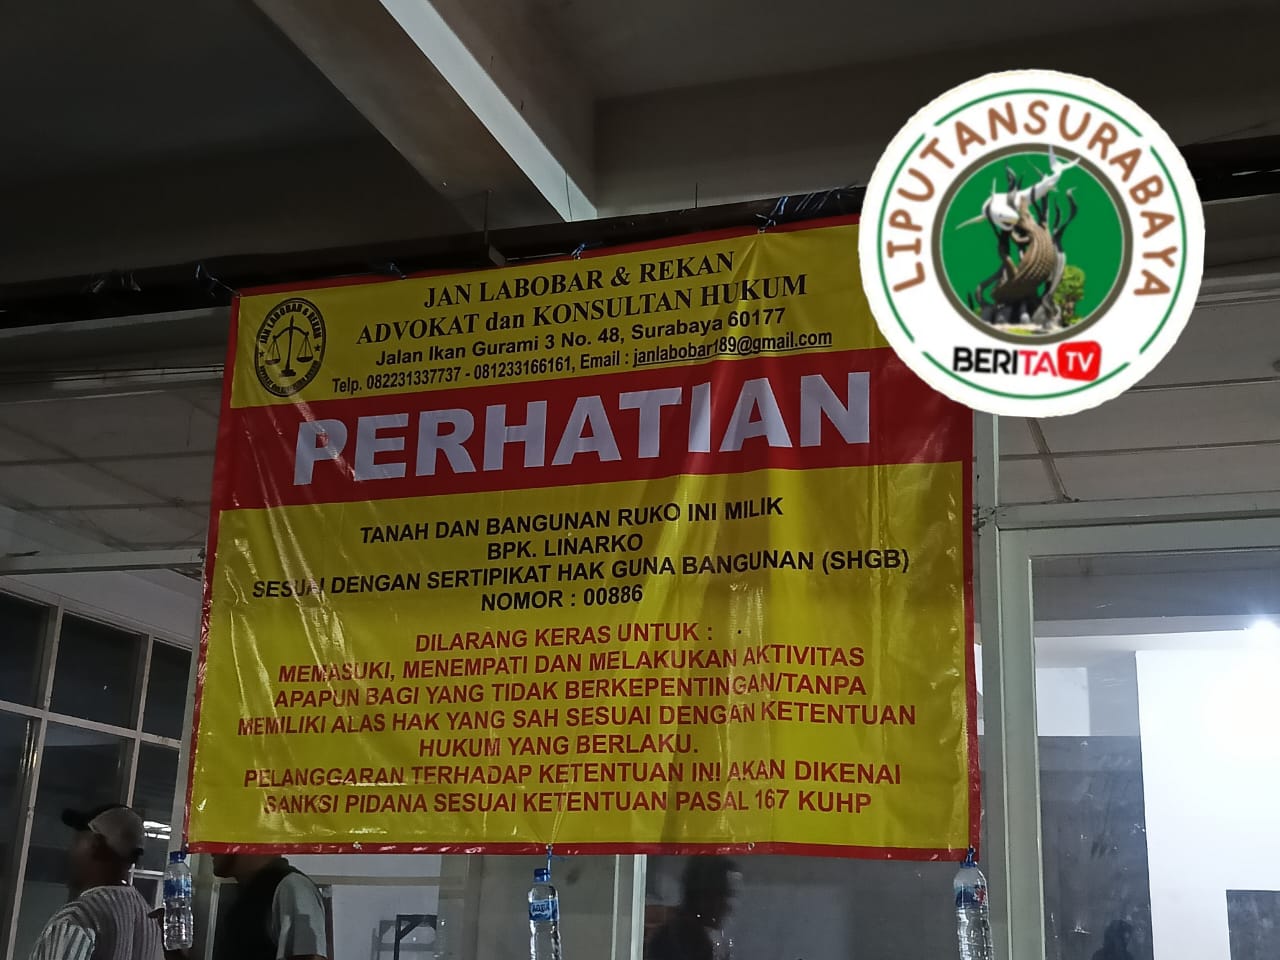 LIPUTANSURABAYA
BERITA TV
JAN LABOBAR & REKAN
ADVOKAT dan KONSULTAN HUKUM
Jalan Ikan Gurami 3 No. 48, Surabaya 60177
Telp. 082231337737 - 081233166161, Email : janlabobar189@gmail.com
JAN LABOBAR & REKAN
PERHATIAN
TANAH DAN BANGUNAN RUKO INI MILIK
BPK. LINARKO
SESUAI DENGAN SERTIPIKAT HAK GUNA BANGUNAN (SHGB)
NOMOR : 00886
DILARANG KERAS UNTUK :
MEMASUKI, MENEMPATI DAN MELAKUKAN AKTIVITAS
APAPUN BAGI YANG TIDAK BERKEPENTINGAN/TANPA
MEMILIKI ALAS HAK YANG SAH SESUAI DENGAN KETENTUAN
HUKUM YANG BERLAKU.
PELANGGARAN TERHADAP KETENTUAN INI AKAN DIKENAI
SANKSI PIDANA SESUAI KETENTUAN PASAL 167 KUHP